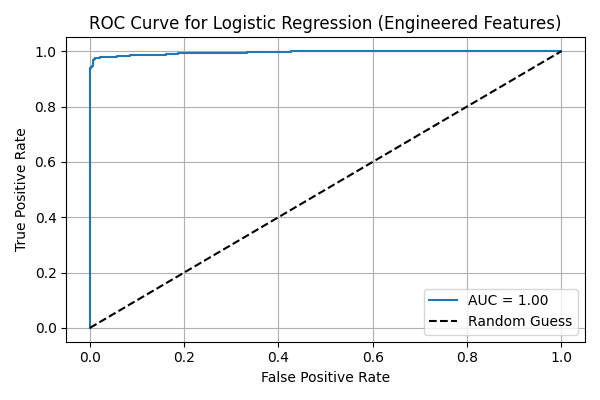 ROC Curve for Logistic Regression (Engineered Features)
1.0
0.8
0.6
0.4
0.2
0.0
True Positive Rate
AUC = 1.00
Random Guess
0.0 0.2 0.4 0.6 0.8 1.0
False Positive Rate